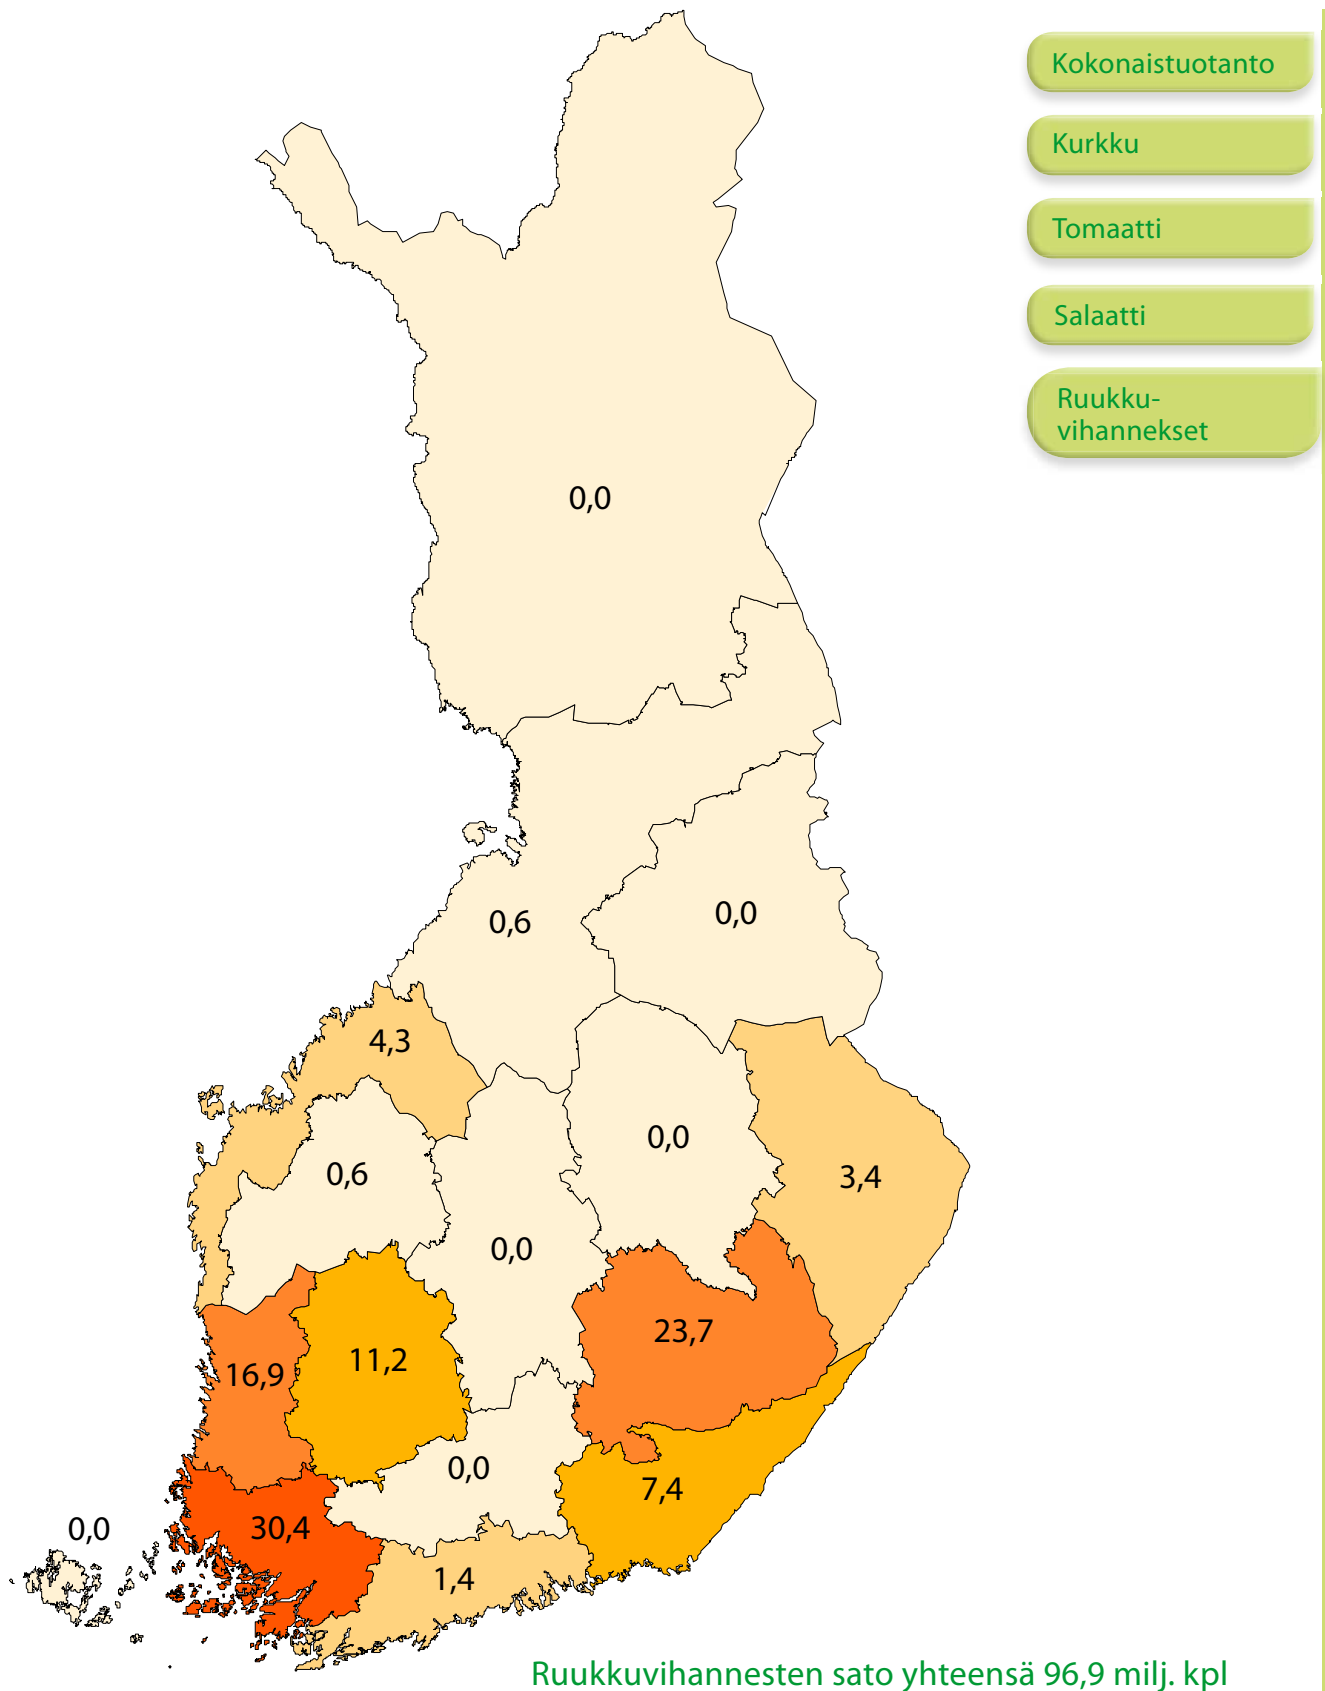 Kokonaistuotanto
Kurkku
Tomaatti
Salaatti
Ruukku-
vihannekset
0,0
0,6
0,0
4,3
0,0
0,6
3,4
0,0
23,7
16,9
11,2
0,0
7,4
0,0
30,4
1,4
Ruukkuvihannesten sato yhteensä 96,9 milj. kpl